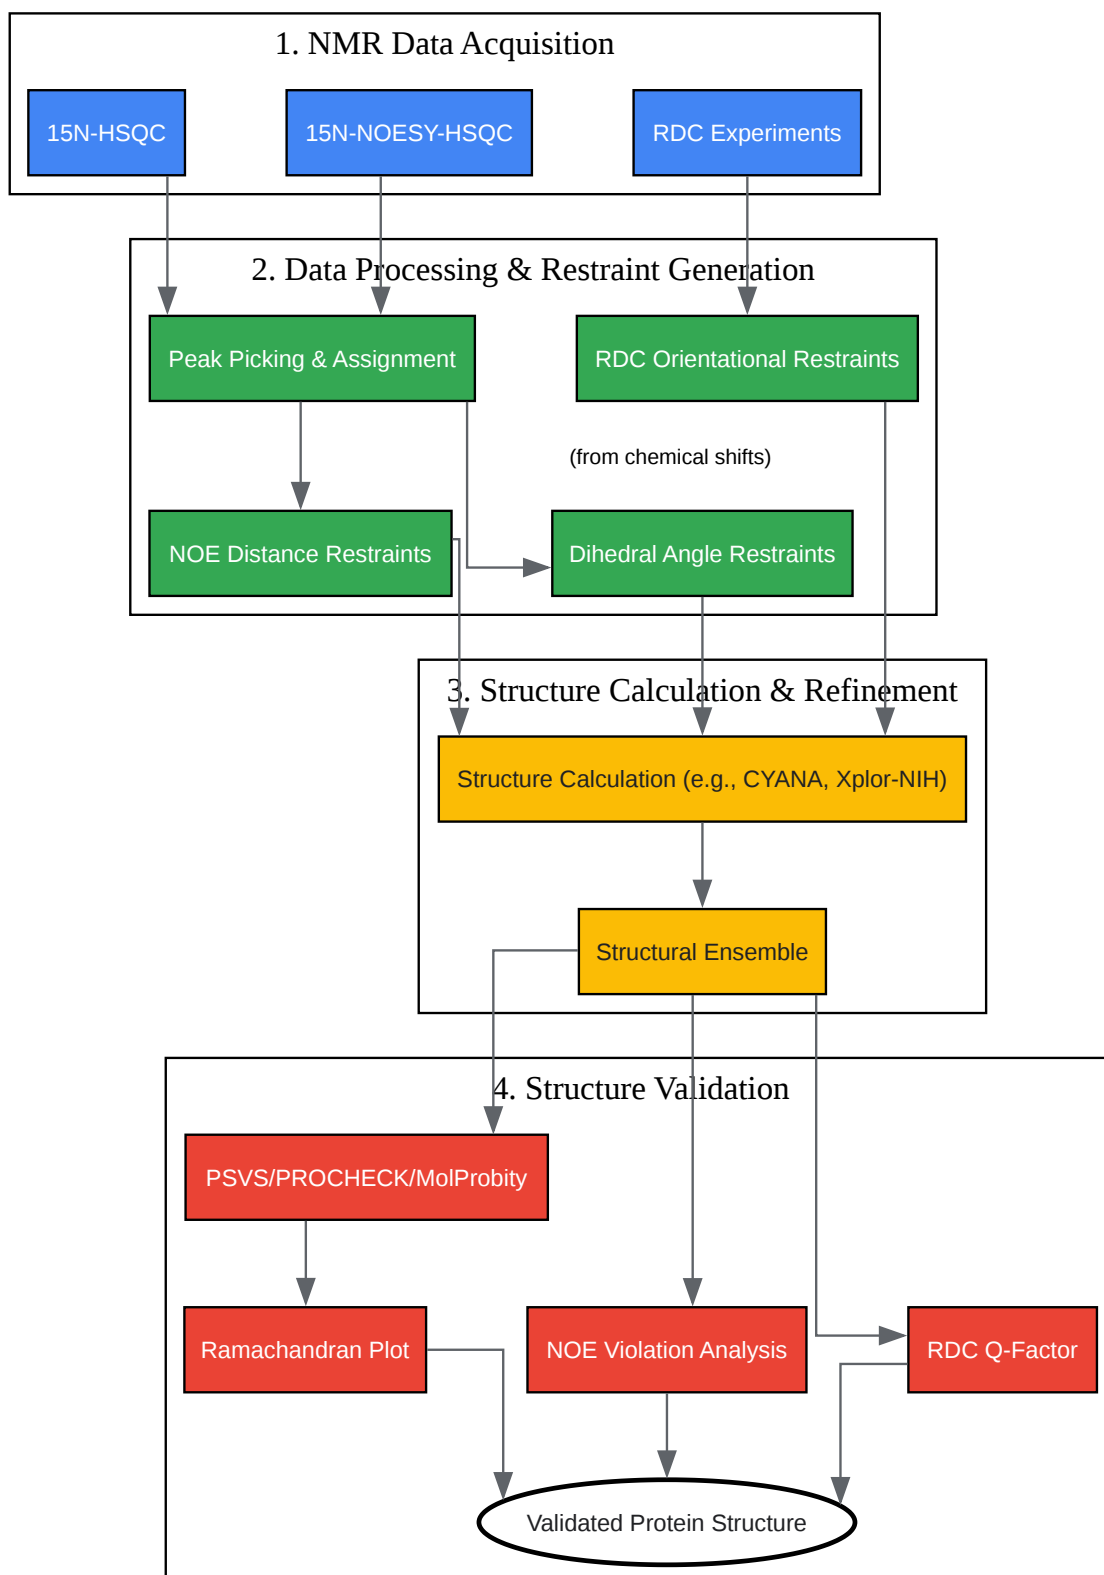 1. NMR Data Acquisition
15N-HSQC
15N-NOESY-HSQC
RDC Experiments
2. Data Processing & Restraint Generation
Peak Picking & Assignment
RDC Orientational Restraints
(from chemical shifts)
NOE Distance Restraints
Dihedral Angle Restraints
3. Structure Calculation & Refinement
Structure Calculation (e.g., CYANA, Xplor-NIH)
Structural Ensemble
4. Structure Validation
PSVS/PROCHECK/MolProbity
Ramachandran Plot
NOE Violation Analysis
RDC Q-Factor
Validated Protein Structure